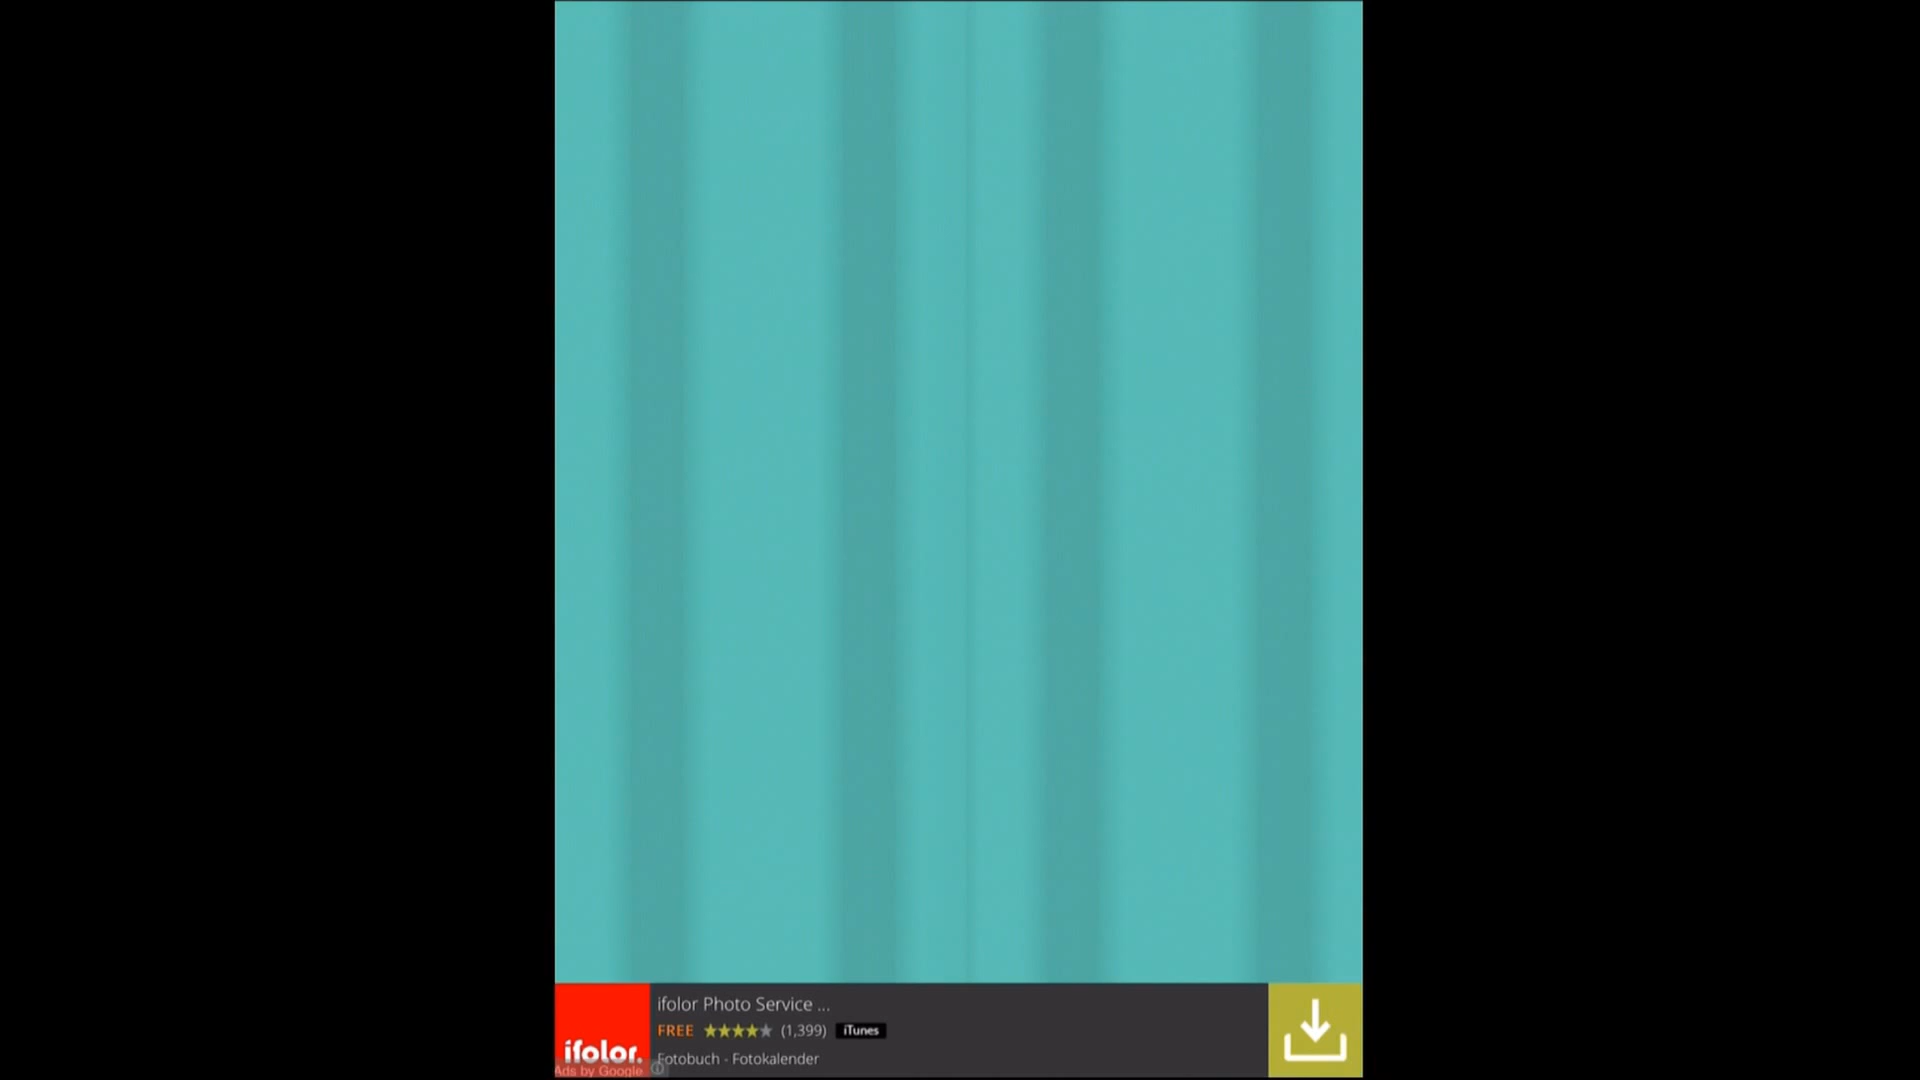 ifolor Photo Service ...
FREE (1,399) iTunes
ifolor.
Fotobuch - Fotokalender
Ads by Google